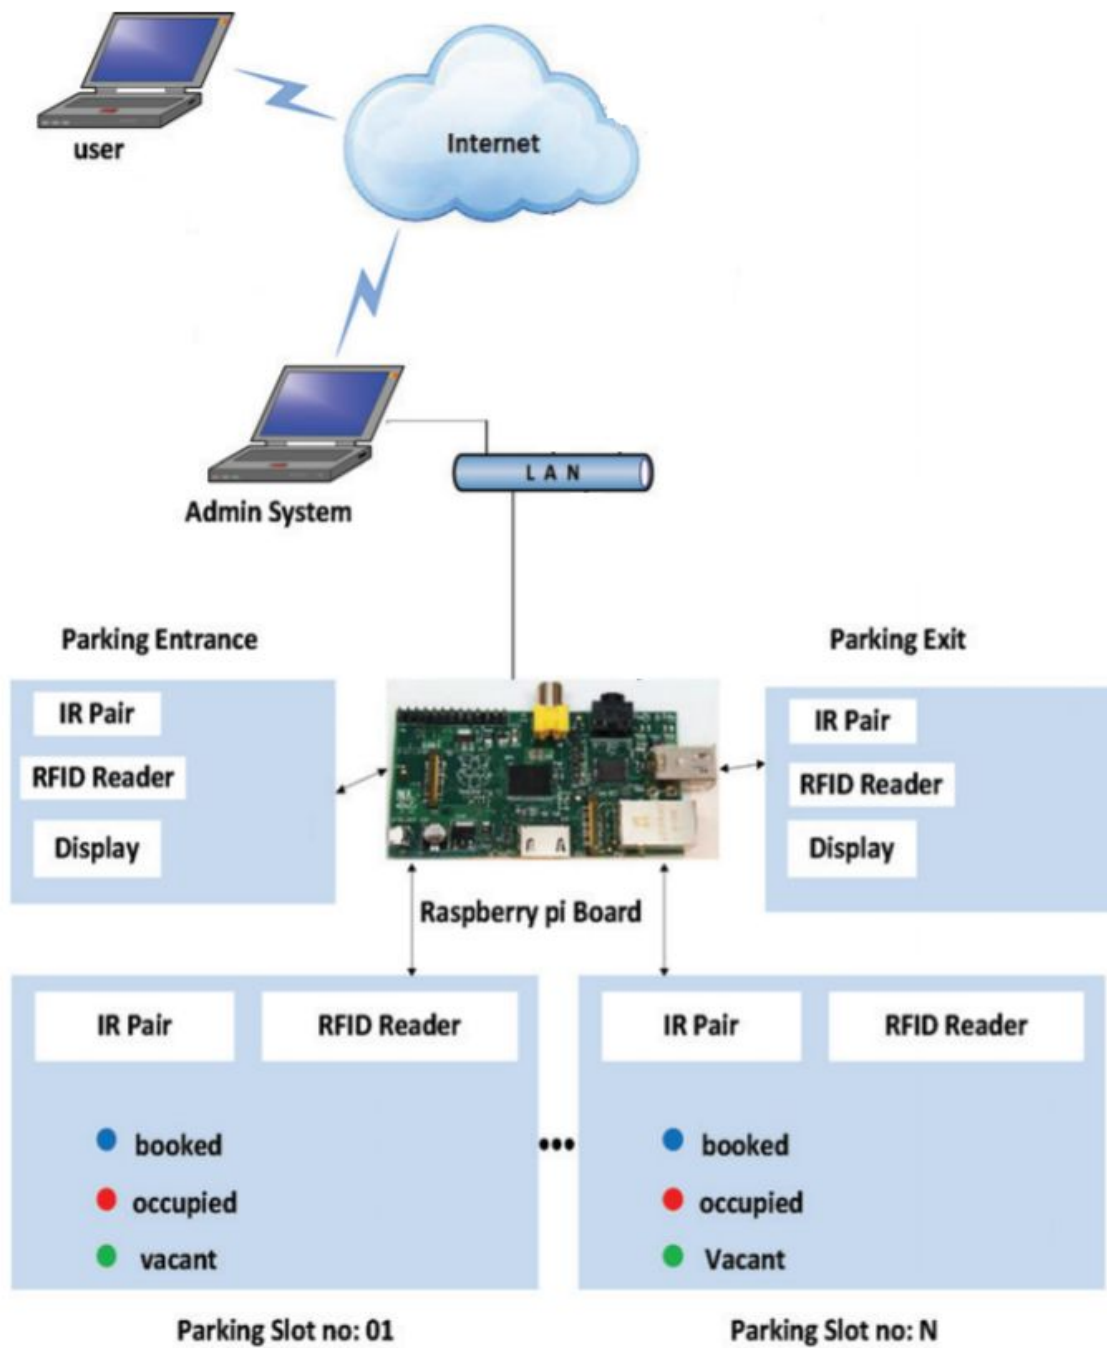 user
Internet
L A N
Admin System
Parking Entrance
Parking Exit
IR Pair
RFID Reader
Display
IR Pair
RFID Reader
Display
Raspberry pi Board
IR Pair
RFID Reader
booked
occupied
vacant
IR Pair
RFID Reader
booked
occupied
Vacant
Parking Slot no: 01
Parking Slot no: N